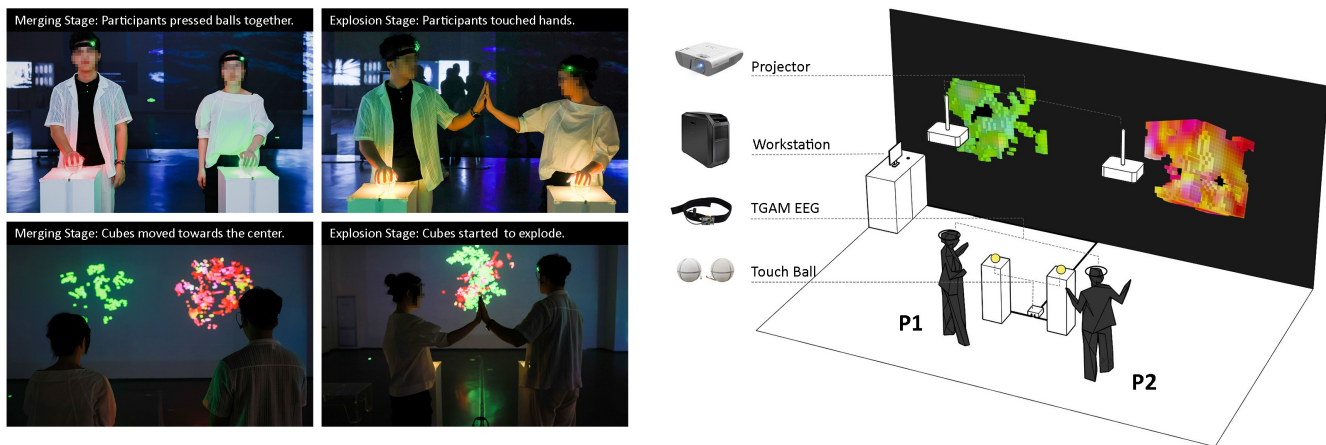 Merging Stage: Participants pressed balls together.
Explosion Stage: Participants touched hands.
Merging Stage: Cubes moved towards the center.
Explosion Stage: Cubes started to explode.
Projector
Workstation
TGAM EEG
Touch Ball
P1
P2